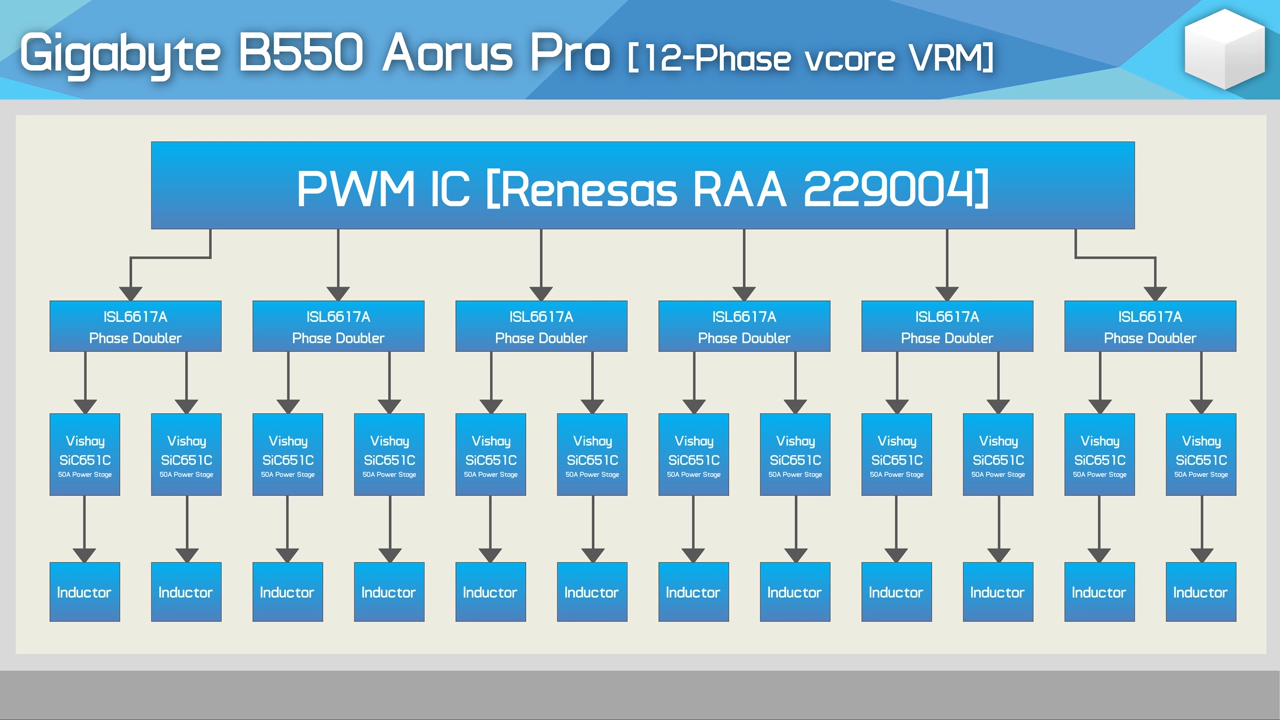 Gigabyte B550 Aorus Pro [12-Phase vcore VRM]
PWM IC [Renesas RAA 229004]
ISL6617A
Phase Doubler
ISL6617A
Phase Doubler
ISL6617A
Phase Doubler
ISL6617A
Phase Doubler
ISL6617A
Phase Doubler
ISL6617A
Phase Doubler
Vishay
SiC651C
50A Power Stage
Vishay
SiC651C
50A Power Stage
Vishay
SiC651C
50A Power Stage
Vishay
SiC651C
50A Power Stage
Vishay
SiC651C
50A Power Stage
Vishay
SiC651C
50A Power Stage
Vishay
SiC651C
50A Power Stage
Vishay
SiC651C
50A Power Stage
Vishay
SiC651C
50A Power Stage
Vishay
SiC651C
50A Power Stage
Vishay
SiC651C
50A Power Stage
Vishay
SiC651C
50A Power Stage
Inductor
Inductor
Inductor
Inductor
Inductor
Inductor
Inductor
Inductor
Inductor
Inductor
Inductor
Inductor